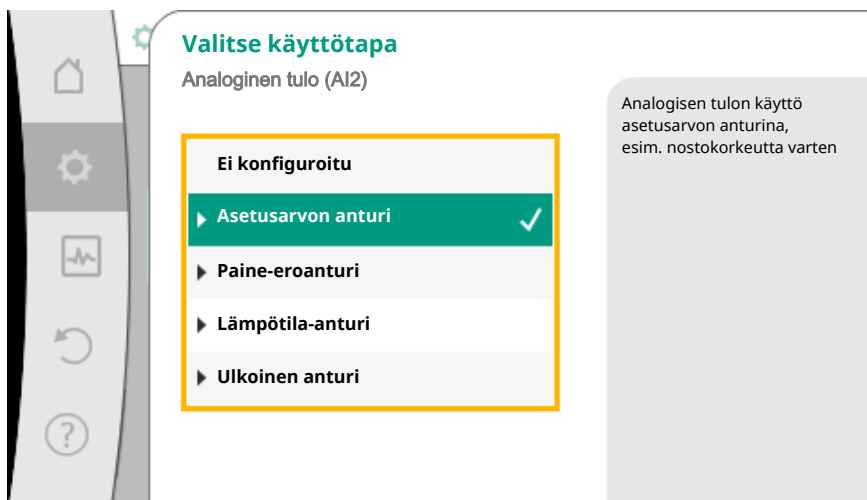 Valitse käyttötapa
Analoginen tulo (AI2)
Ei konfiguroitu
Asetusarvon anturi
Paine-eroanturi
Lämpötila-anturi
Ulkoinen anturi
Analogisen tulon käyttö
asetusarvon anturina,
esim. nostokorkeutta varten
?